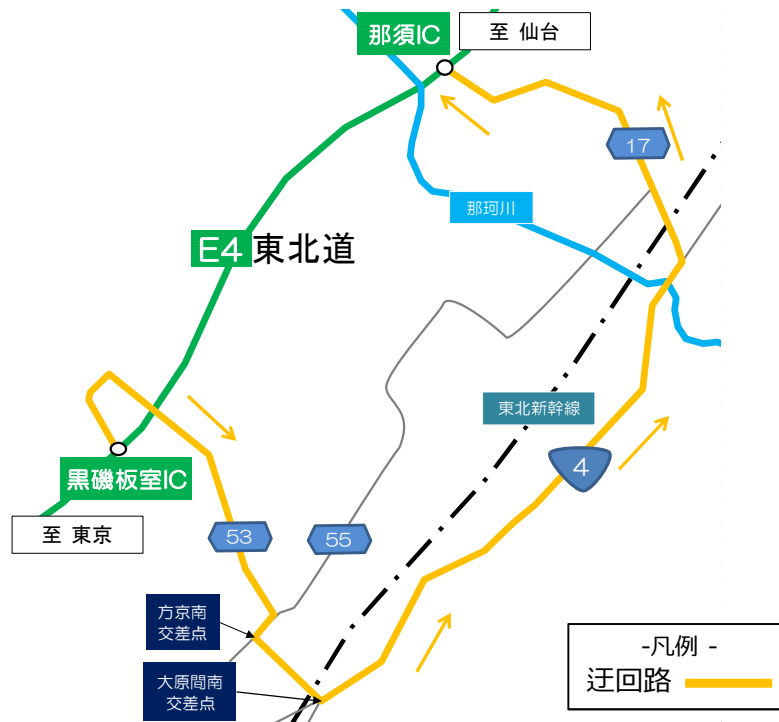 那須IC
至 仙台
17
那珂川
E4 東北道
東北新幹線
4
黒磯板室IC
至 東京
53
55
方京南
交差点
大原間南
交差点
-凡例 -
迂回路